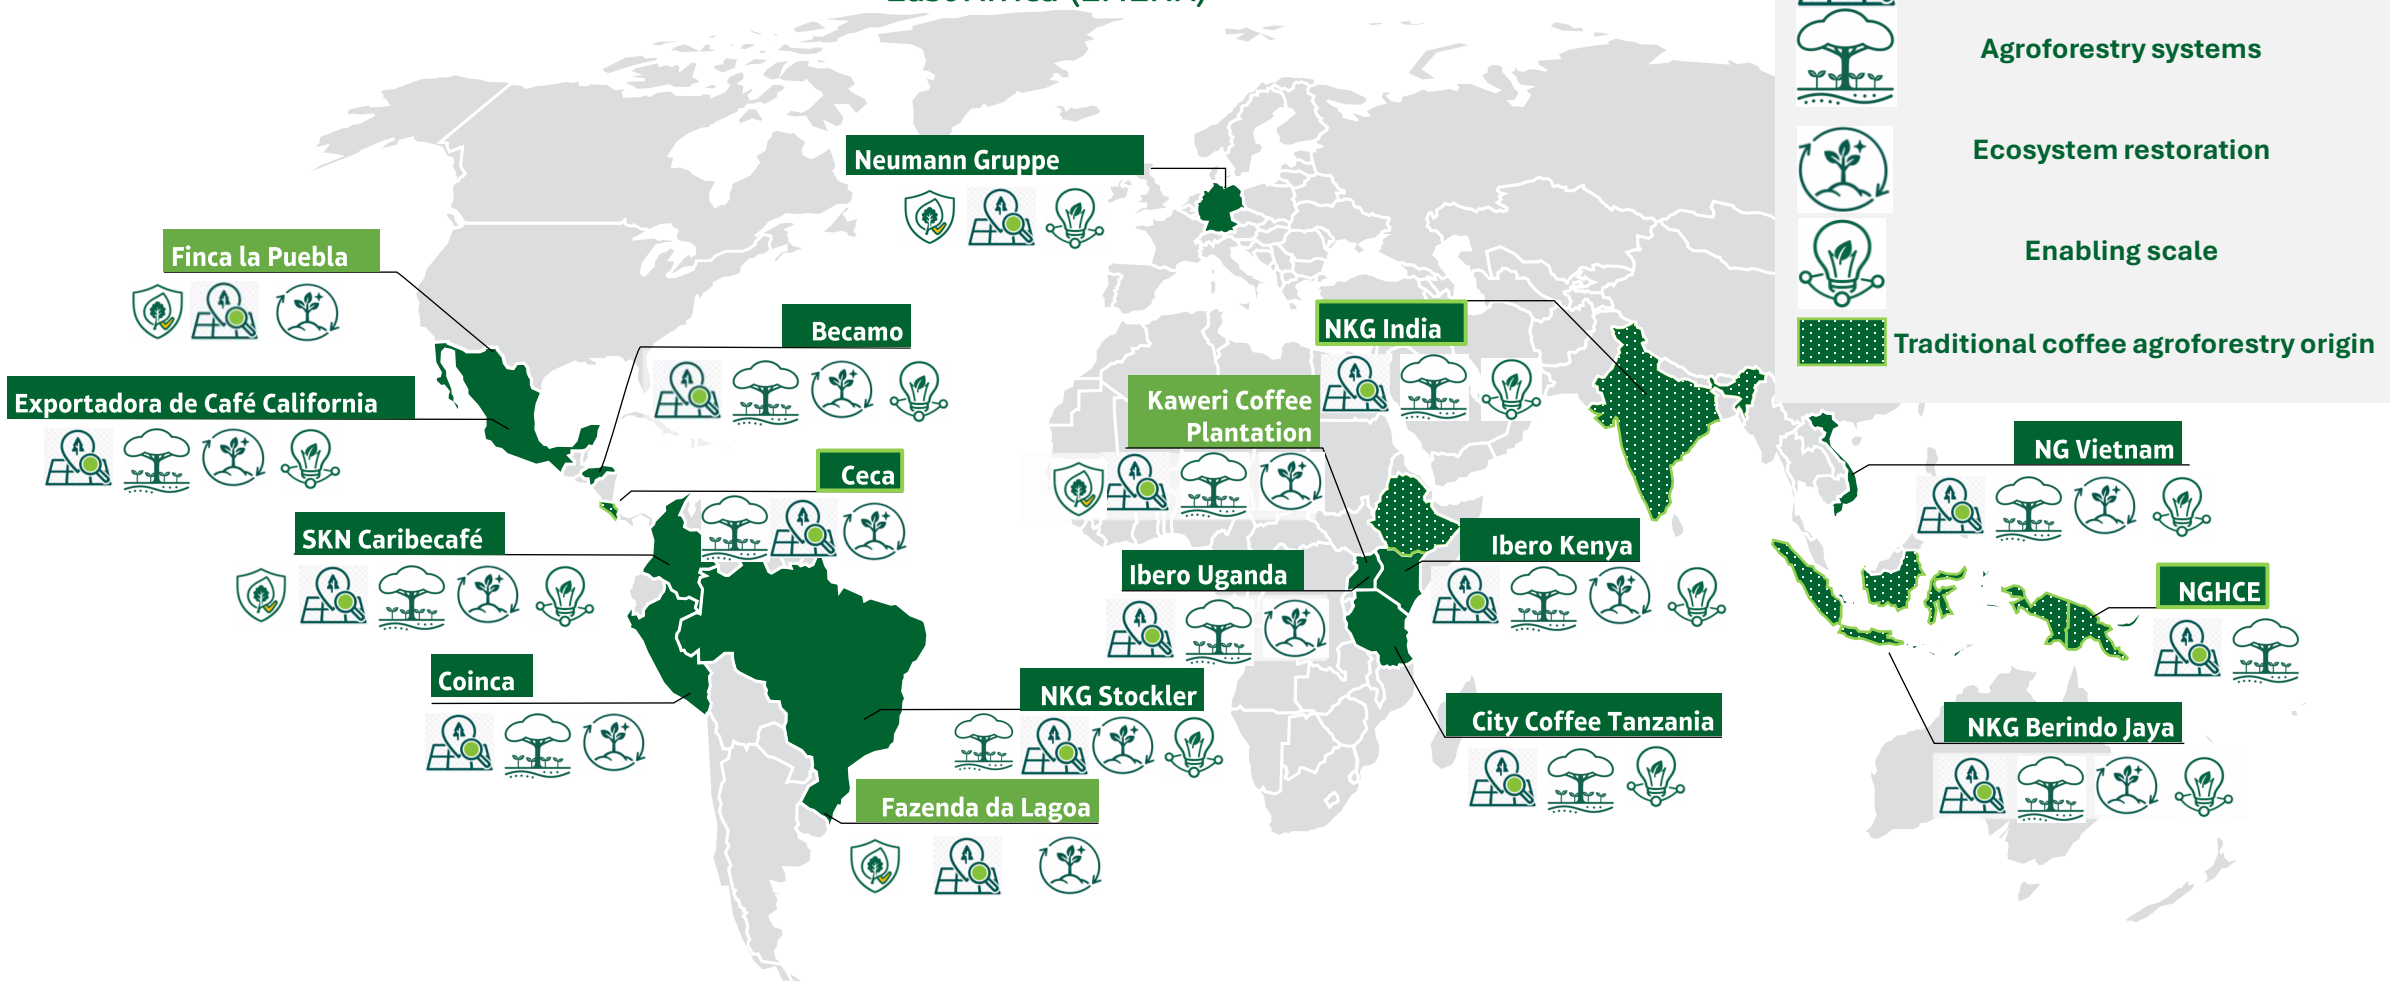 Agroforestry systems
Ecosystem restoration
Enabling scale
Traditional coffee agroforestry origin
Neumann Gruppe
Finca la Puebla
Becamo
NKG India
Exportadora de Café California
Kaweri Coffee
Plantation
Ceca
NG Vietnam
SKN Caribecafé
Ibero Kenya
Ibero Uganda
NGHCE
Coinca
NKG Stockler
City Coffee Tanzania
NKG Berindo Jaya
Fazenda da Lagoa